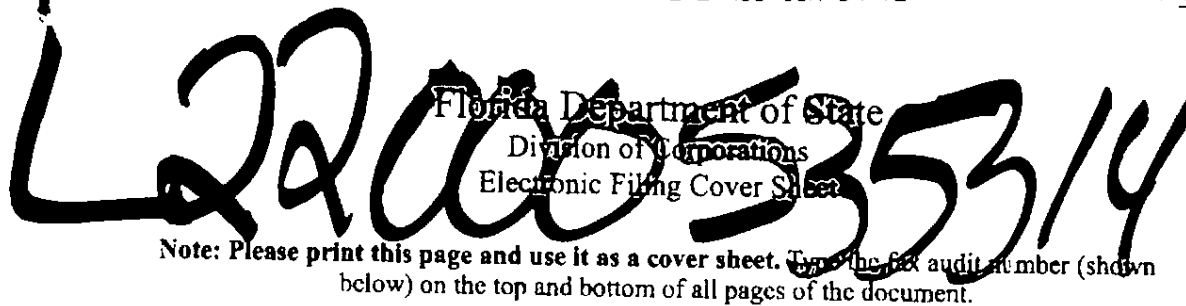 L22000535314
Florida Department of State
Division of Corporations
Electronic Filing Cover Sheet
Note: Please print this page and use it as a cover sheet. Type the fax audit number (shown
below) on the top and bottom of all pages of the document.